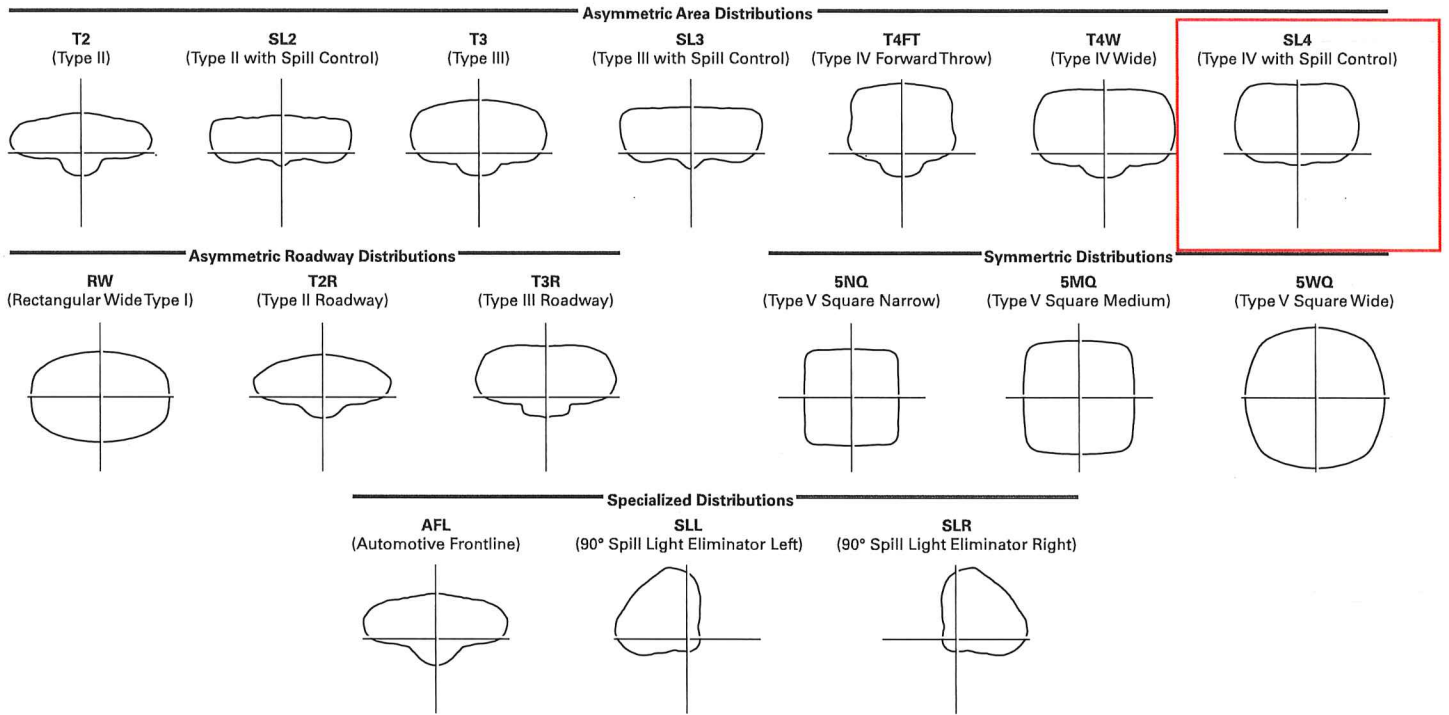 Asymmetric Area Distributions
T2
(Type II)
SL2
(Type II with Spill Control)
T3
(Type III)
SL3
(Type III with Spill Control)
T4FT
(Type IV Forward Throw)
T4W
(Type IV Wide)
SL4
(Type IV with Spill Control)
Asymmetric Roadway Distributions
RW
(Rectangular Wide Type I)
T2R
(Type II Roadway)
T3R
(Type III Roadway)
Symmertric Distributions
5NQ
(Type V Square Narrow)
5MQ
(Type V Square Medium)
5WQ
(Type V Square Wide)
Specialized Distributions
AFL
(Automotive Frontline)
SLL
(90° Spill Light Eliminator Left)
SLR
(90° Spill Light Eliminator Right)